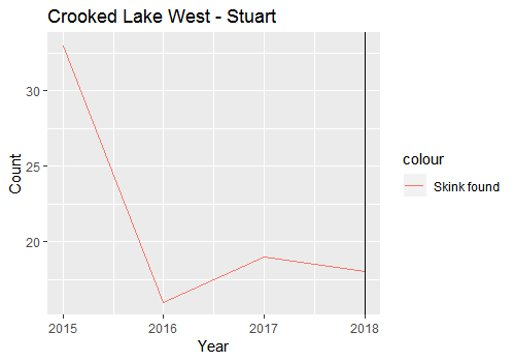 Crooked Lake West - Stuart
30
25
20
Count
2015 2016 2017 2018
Year
colour
Skink found